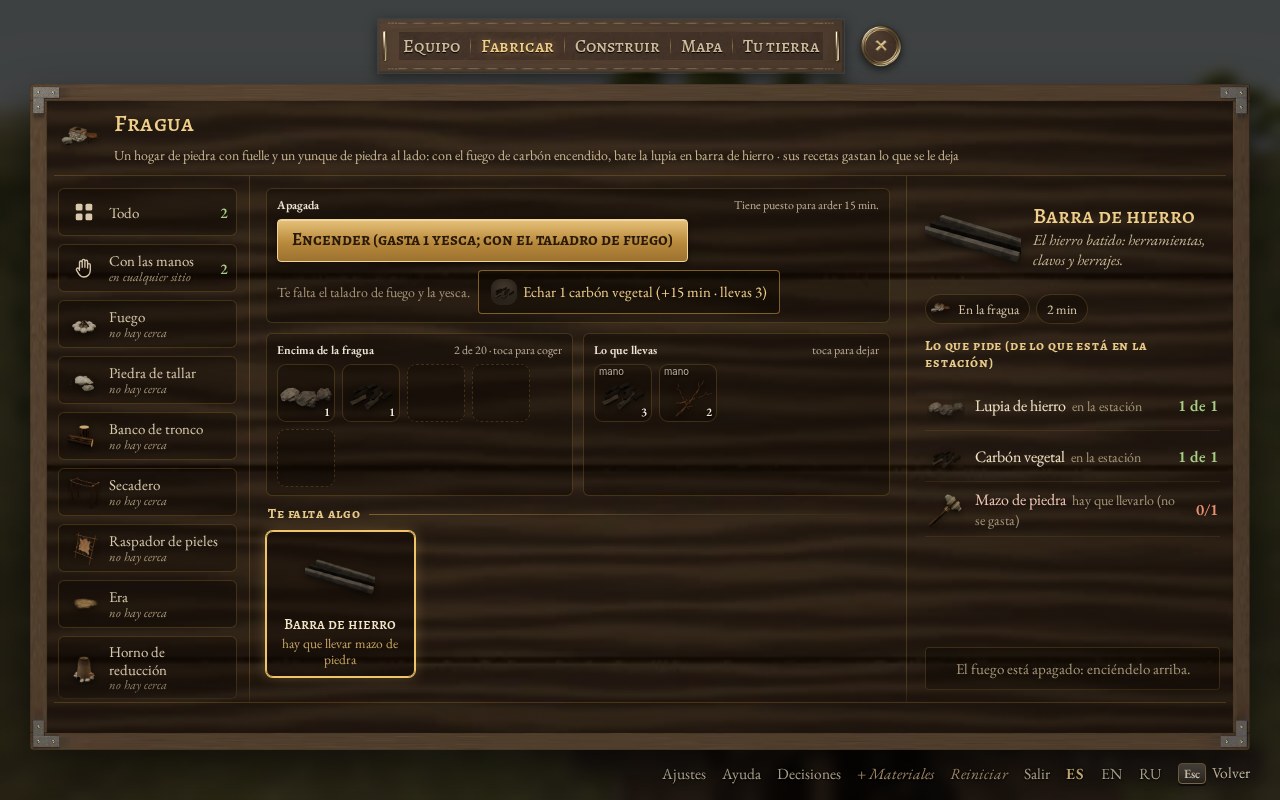 Equipo
Fabricar
Construir
Mapa
Tu tierra
Fragua
Un hogar de piedra con fuelle y un yunque de piedra al lado: con el fuego de carbón encendido, bate la lupia en barra de hierro · sus recetas gastan lo que se le deja
Todo 2
Con las manos 2
en cualquier sitio
Fuego
no hay cerca
Piedra de tallar
no hay cerca
Banco de tronco
no hay cerca
Secadero
no hay cerca
Raspador de pieles
no hay cerca
Era
no hay cerca
Horno de
reducción
no hay cerca
Apagada
Tiene puesto para arder 15 min.
Encender (gasta 1 yesca; con el taladro de fuego)
Te falta el taladro de fuego y la yesca.
Echar 1 carbón vegetal (+15 min · llevas 3)
Encima de la fragua
2 de 20 · toca para coger
1
1
Lo que llevas
toca para dejar
mano
3
mano
2
Te falta algo
Barra de hierro
hay que llevar mazo de
piedra
Barra de hierro
El hierro batido: herramientas,
clavos y herrajes.
En la fragua
2 min
Lo que pide (de lo que está en la
estación)
Lupia de hierro en la estación 1 de 1
Carbón vegetal en la estación 1 de 1
Mazo de piedra hay que llevarlo (no
se gasta)
0/1
El fuego está apagado: enciéndelo arriba.
Ajustes
Ayuda
Decisiones
+ Materiales
Reiniciar
Salir
ES
EN
RU
Esc
Volver